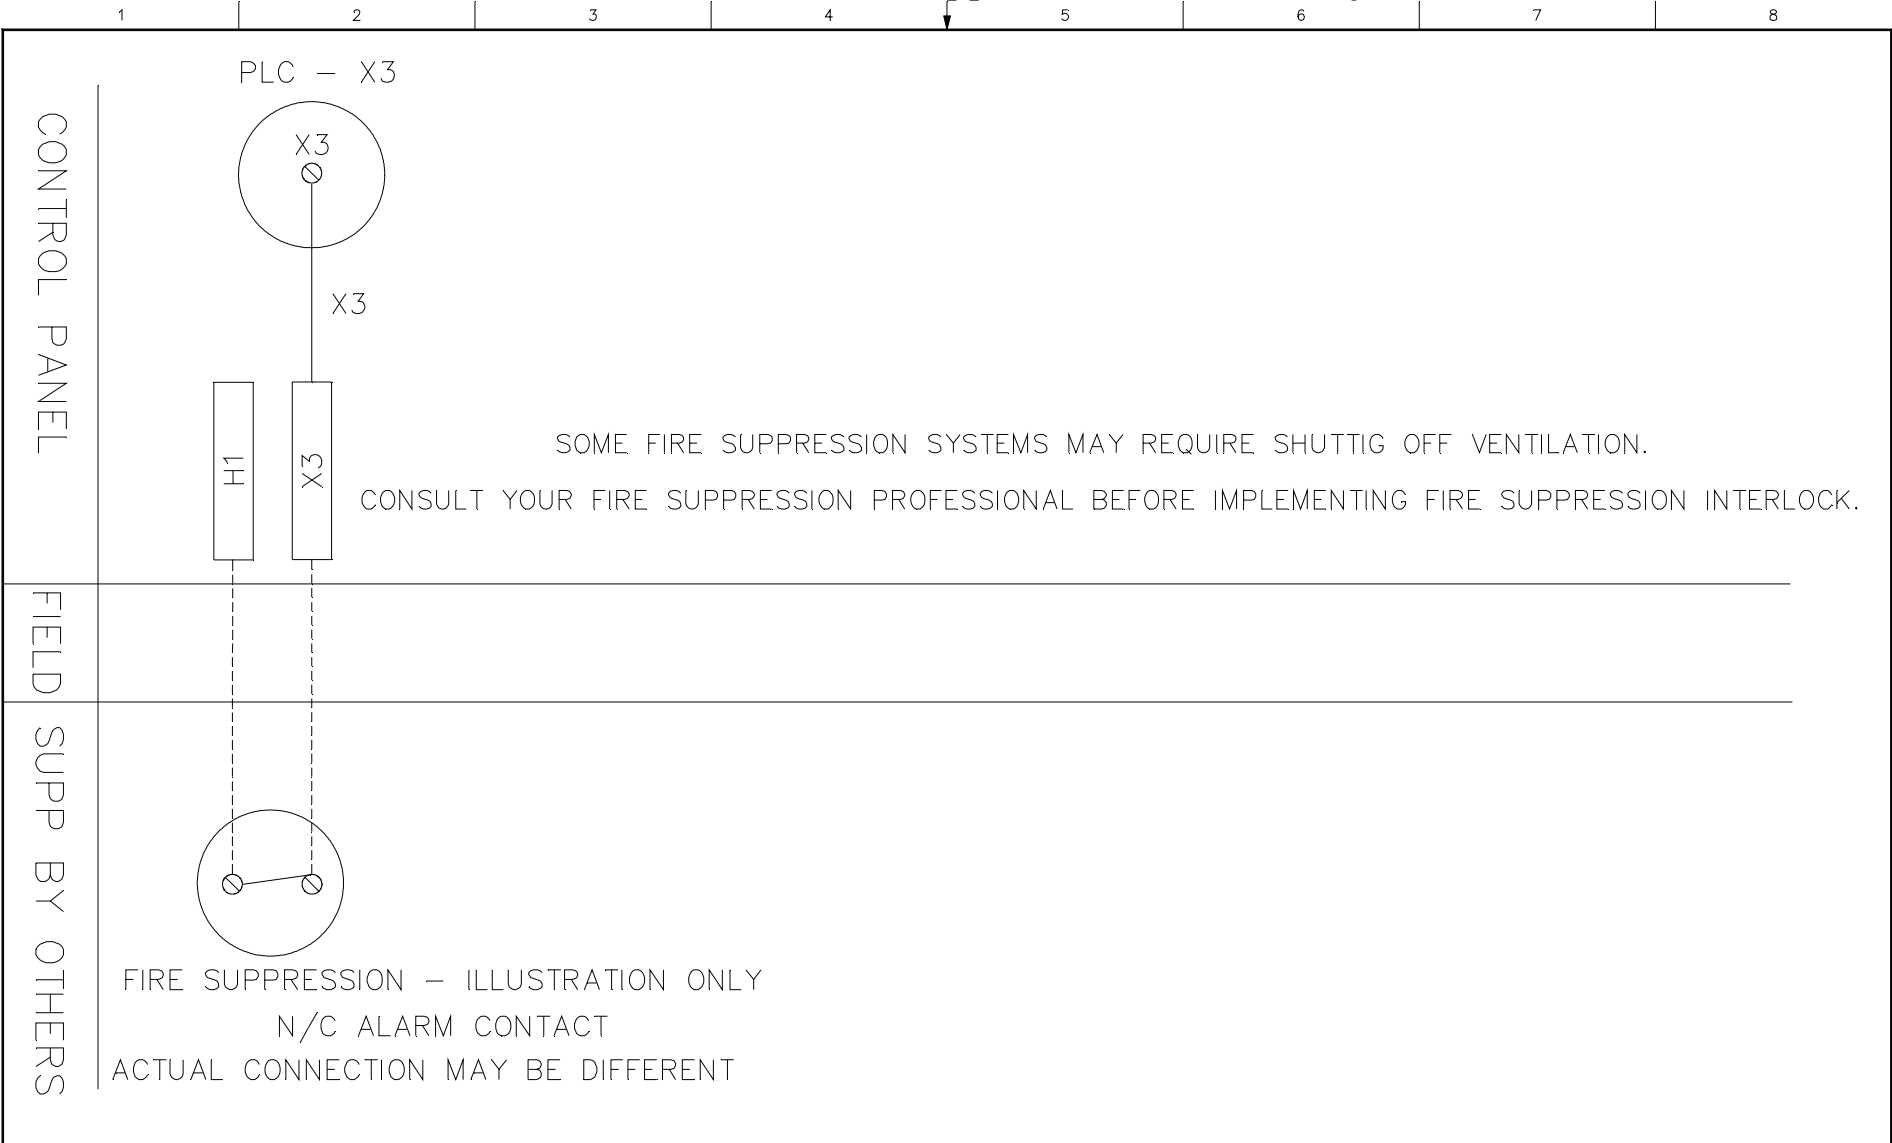 1 2 3 4 5 6 7 8
PLC - X3
X3
X3
CONTROL PANEL
H1
X3
SOME FIRE SUPPRESSION SYSTEMS MAY REQUIRE SHUTTIG OFF VENTILATION.
CONSULT YOUR FIRE SUPPRESSION PROFESSIONAL BEFORE IMPLEMENTING FIRE SUPPRESSION INTERLOCK.
FIELD
SUPP BY OTHERS
FIRE SUPPRESSION - ILLUSTRATION ONLY
N/C ALARM CONTACT
ACTUAL CONNECTION MAY BE DIFFERENT